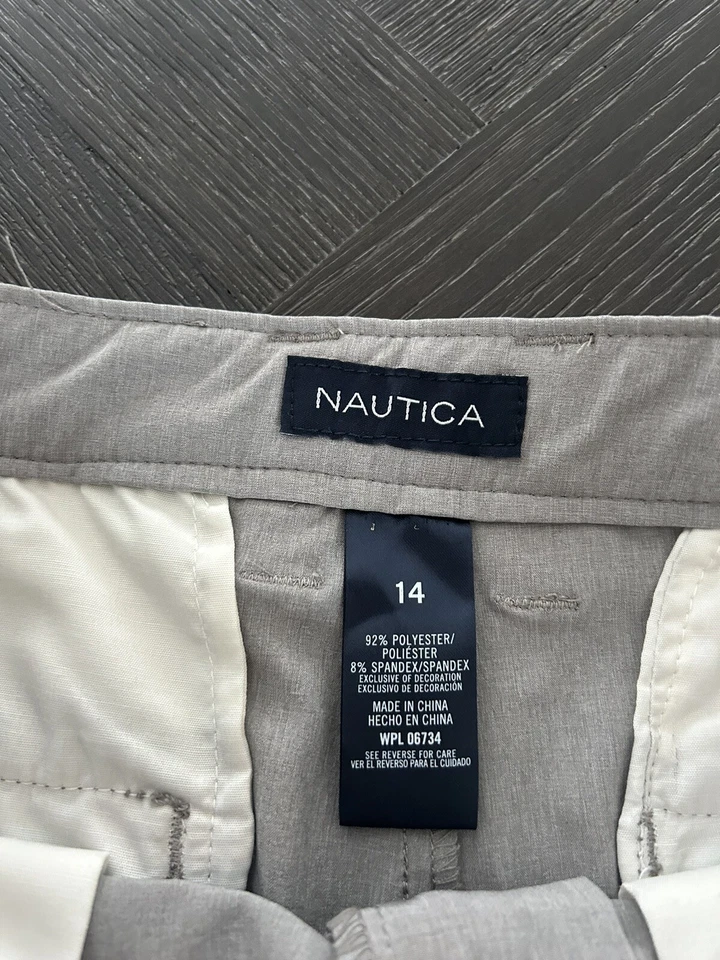 NAUTICA
14
92% POLYESTER/
POLIÉSTER
8% SPANDEX/SPANDEX
EXCLUSIVE OF DECORATION
EXCLUSIVO DE DECORACIÓN
MADE IN CHINA
HECHO EN CHINA
WPL 06734
SEE REVERSE FOR CARE
VER EL REVERSO PARA EL CUIDADO